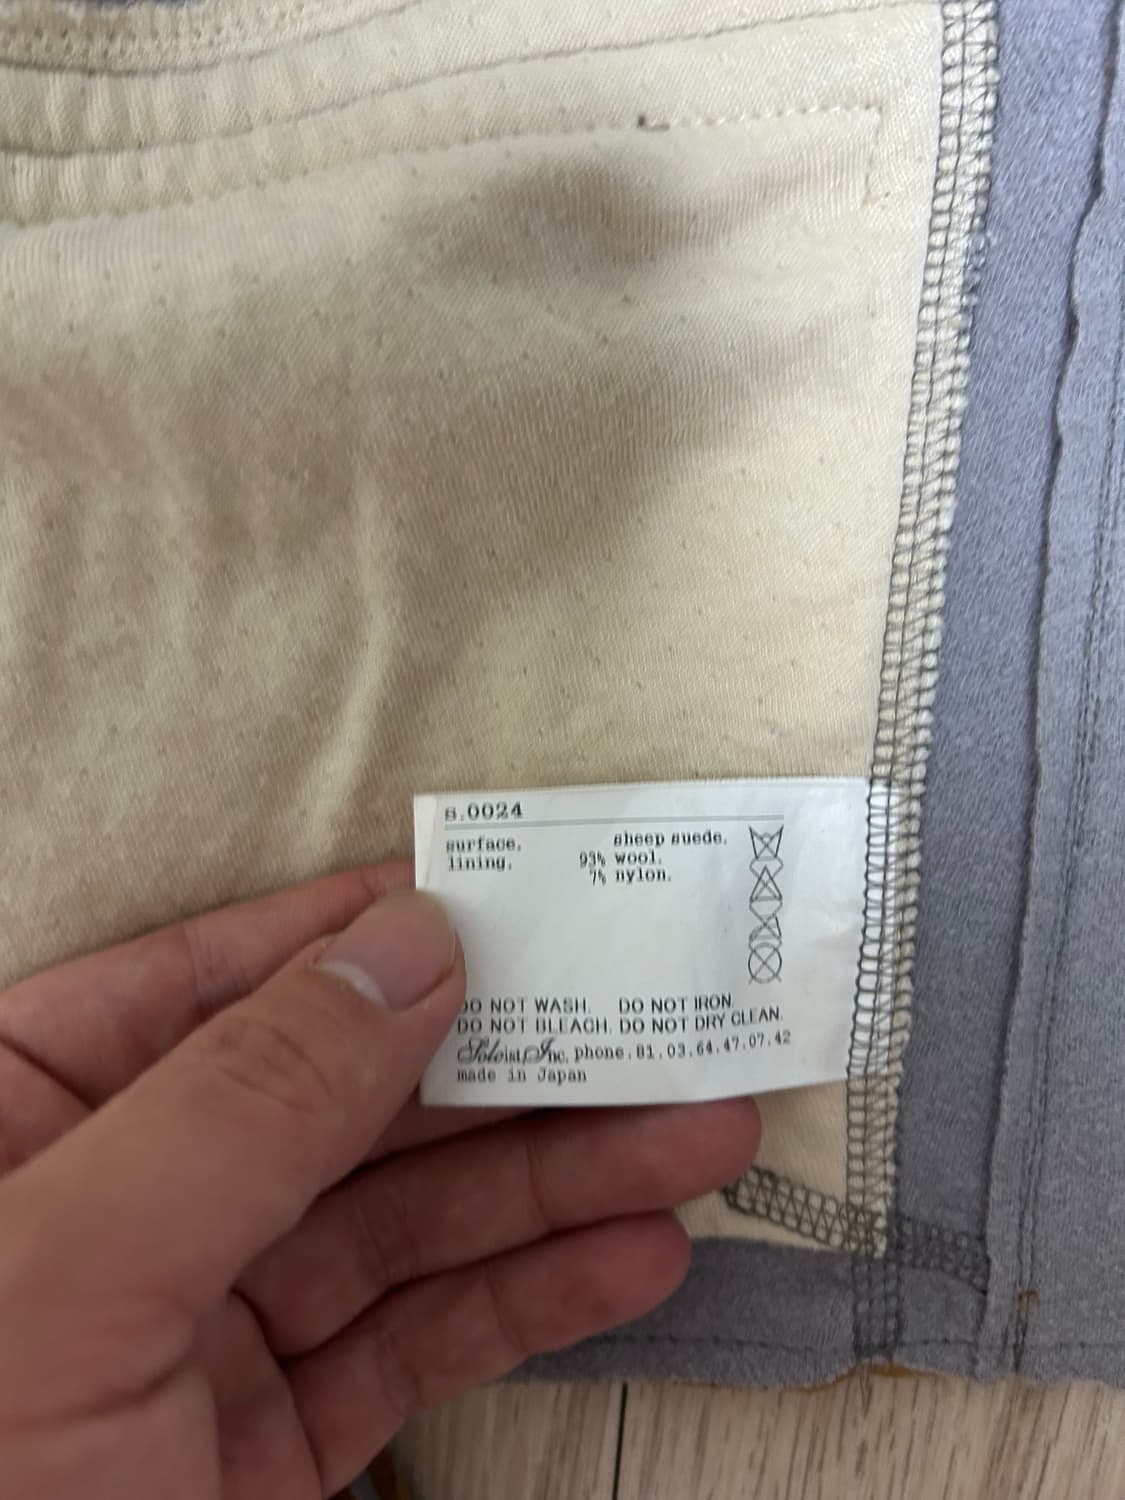 s.0024
surface. sheep suede.
lining. 93% wool.
7% nylon.
DO NOT WASH. DO NOT IRON.
DO NOT BLEACH. DO NOT DRY CLEAN.
Soloist, Inc. phone.81.03.64.47.07.42
made in Japan